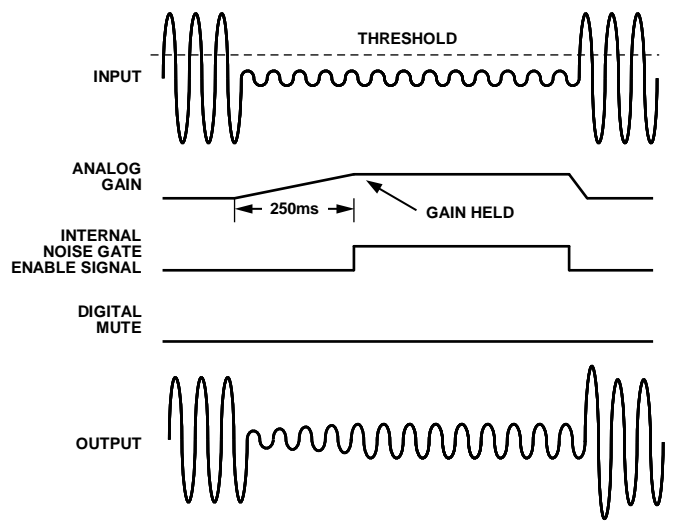 THRESHOLD
INPUT
ANALOG
GAIN
250ms
GAIN HELD
INTERNAL
NOISE GATE
ENABLE SIGNAL
DIGITAL
MUTE
OUTPUT